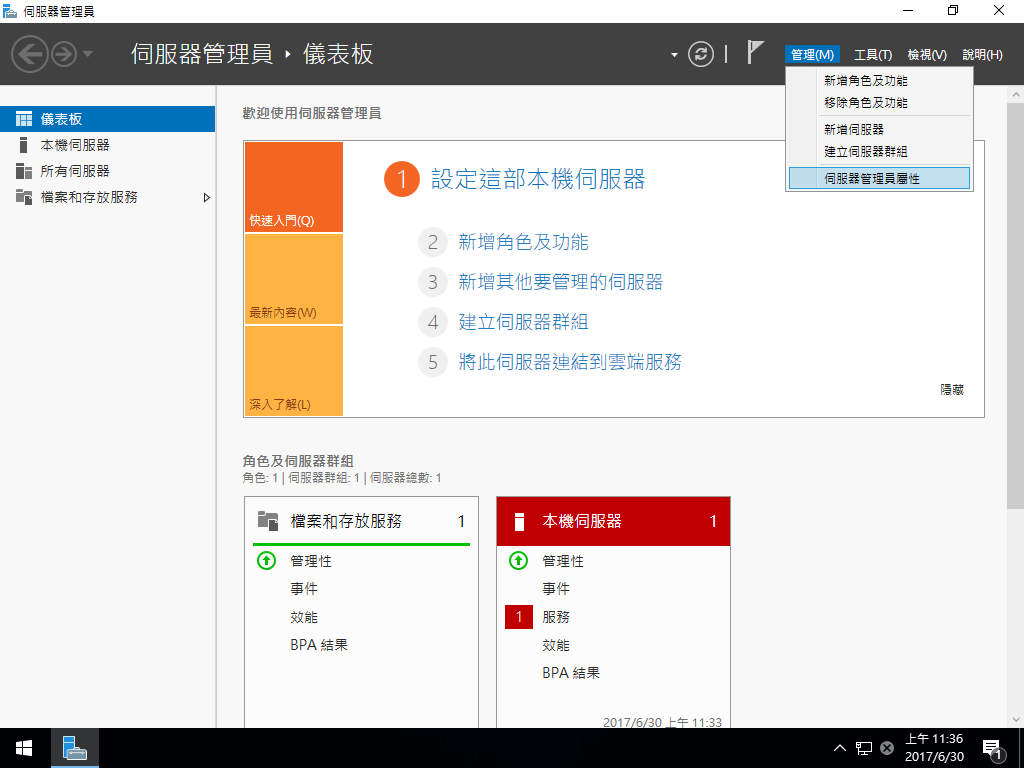 伺服器管理員
伺服器管理員 ‣ 儀表板
管理(M) 工具(T) 檢視(V) 說明(H)
新增角色及功能
移除角色及功能
新增伺服器
建立伺服器群組
伺服器管理員屬性
儀表板
本機伺服器
所有伺服器
檔案和存放服務
歡迎使用伺服器管理員
快速入門(Q)
最新內容(W)
深入了解(L)
1 設定這部本機伺服器
2 新增角色及功能
3 新增其他要管理的伺服器
4 建立伺服器群組
5 將此伺服器連結到雲端服務
隱藏
角色及伺服器群組
角色: 1 | 伺服器群組: 1 | 伺服器總數: 1
檔案和存放服務 1
管理性
事件
效能
BPA 結果
本機伺服器 1
管理性
事件
1 服務
效能
BPA 結果
2017/6/30 上午 11:33
上午 11:36
2017/6/30
1